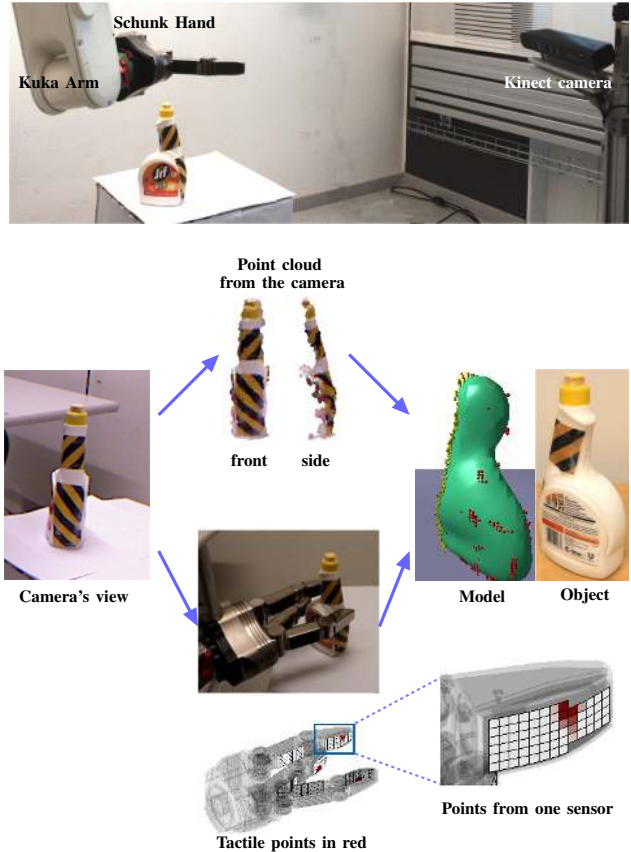 Schunk Hand
Kuka Arm
Kinect camera
Jif
Point cloud
from the camera
front side
Camera's view
Model
Object
Points from one sensor
Tactile points in red